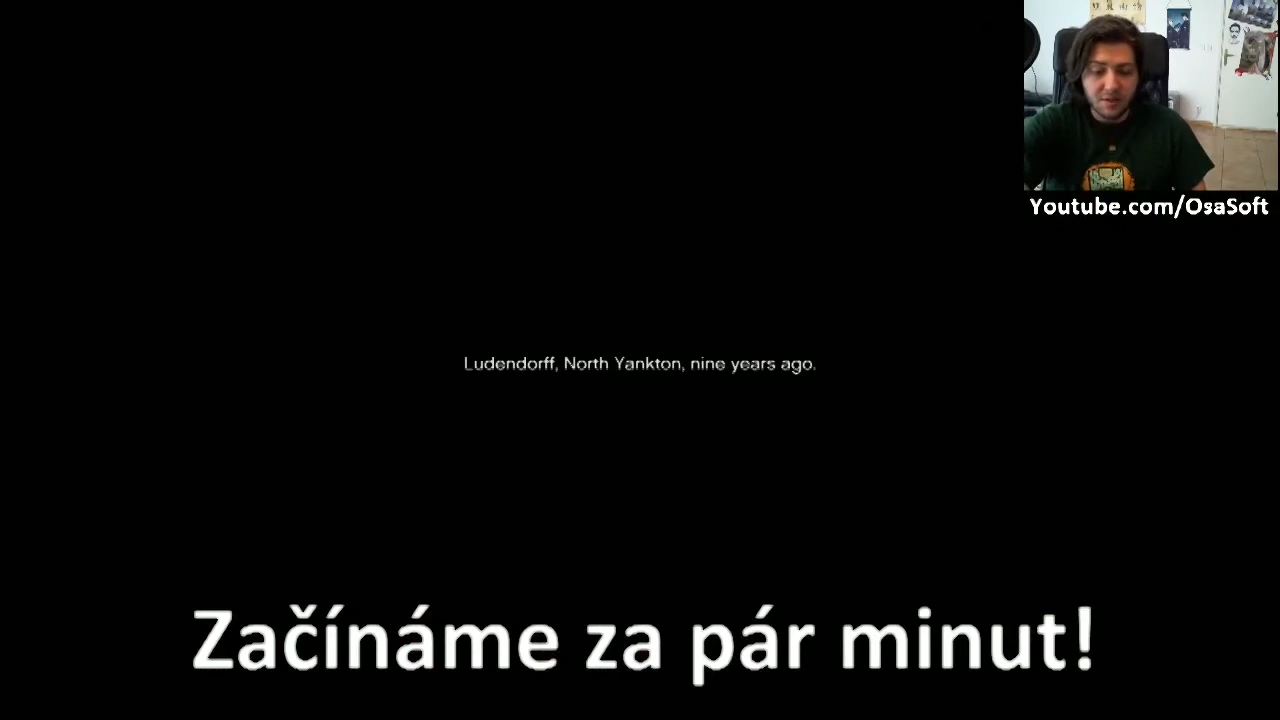 Youtube.com/OsaSoft
Ludendorff, North Yankton, nine years ago.
Začínáme za pár minut!